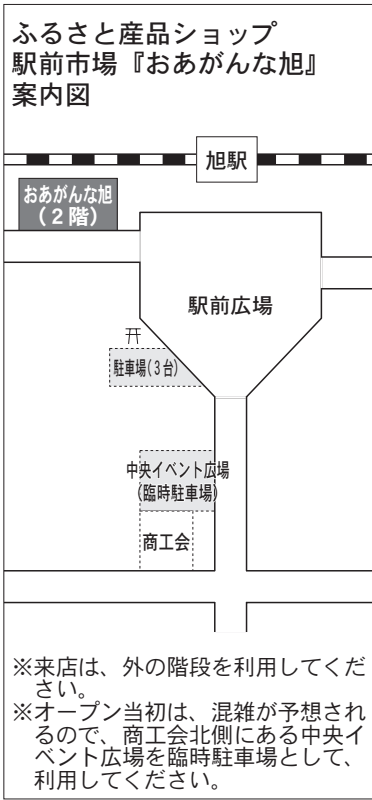 ふるさと産品ショップ
駅前市場『おあがんな旭』
案内図
旭駅
おあがんな旭
(２階)
駅前広場
駐車場(３台)
中央イベント広場
(臨時駐車場)
商工会
※来店は、外の階段を利用してくだ
さい。
※オープン当初は、混雑が予想され
るので、商工会北側にある中央イ
ベント広場を臨時駐車場として、
利用してください。